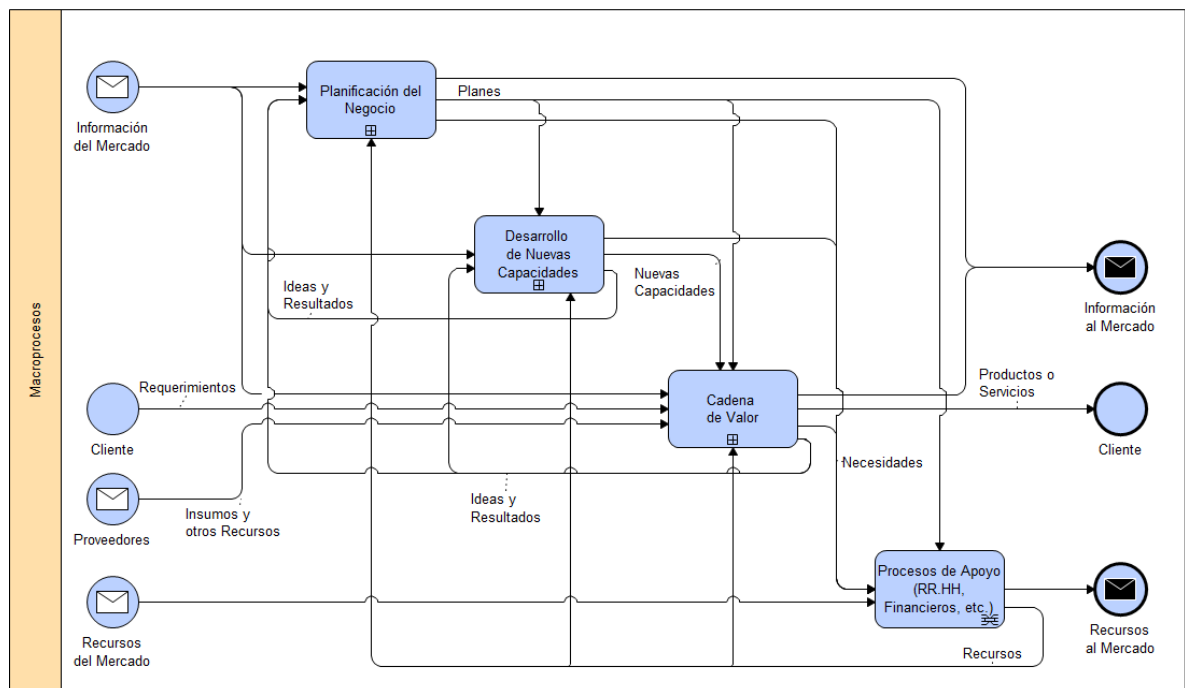 Macroprocesos
Información
del Mercado
Planificación del
Negocio
Planes
Desarrollo
de Nuevas
Capacidades
Ideas y
Resultados
Nuevas
Capacidades
Información
al Mercado
Requerimientos
Cliente
Cadena
de Valor
Productos o
Servicios
Cliente
Insumos y
otros Recursos
Proveedores
Ideas y
Resultados
Necesidades
Procesos de Apoyo
(RR.HH,
Financieros, etc.)
Recursos
del Mercado
Recursos
Recursos
al Mercado